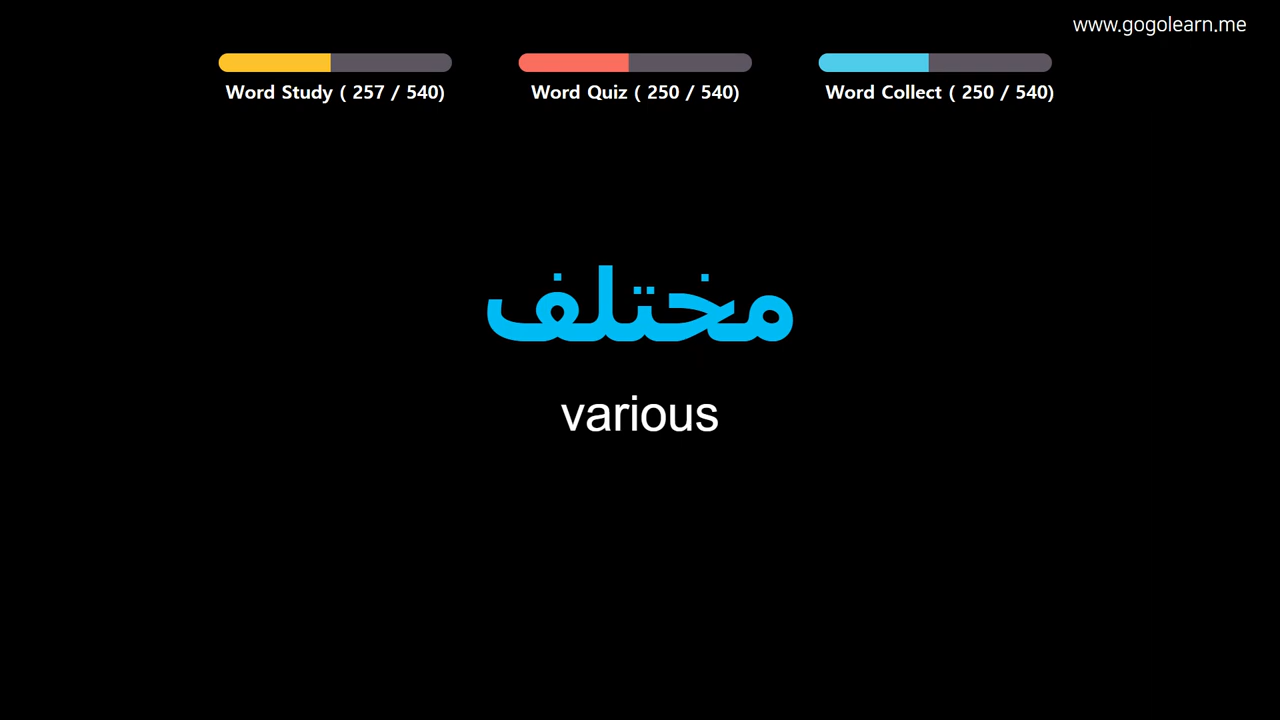 www.gogolearn.me
Word Study ( 257 / 540)
Word Quiz ( 250 / 540)
Word Collect ( 250 / 540)
مختلف
various